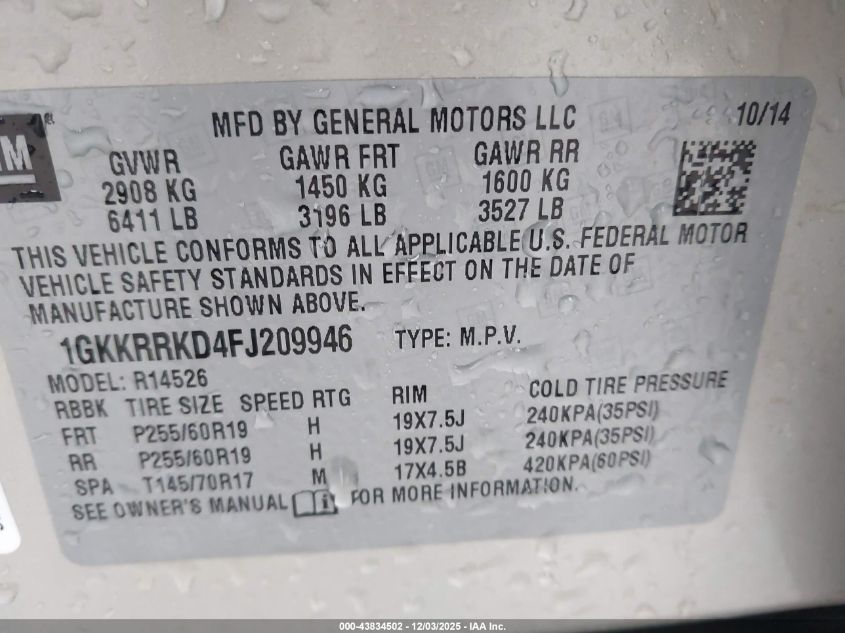 MFD BY GENERAL MOTORS LLC 10/14
GM
GVWR GAWR FRT GAWR RR
2908 KG 1450 KG 1600 KG
6411 LB 3196 LB 3527 LB
THIS VEHICLE CONFORMS TO ALL APPLICABLE U.S. FEDERAL MOTOR
VEHICLE SAFETY STANDARDS IN EFFECT ON THE DATE OF
MANUFACTURE SHOWN ABOVE.
1GKKRRKD4FJ209946 TYPE: M.P.V.
MODEL: R14526
RBBK TIRE SIZE SPEED RTG RIM COLD TIRE PRESSURE
FRT P255/60R19 H 19X7.5J 240KPA(35PSI)
RR P255/60R19 H 19X7.5J 240KPA(35PSI)
SPA T145/70R17 M 17X4.5B 420KPA(60PSI)
SEE OWNER'S MANUAL FOR MORE INFORMATION.
000-43834502 - 12/03/2025 - IAA Inc.